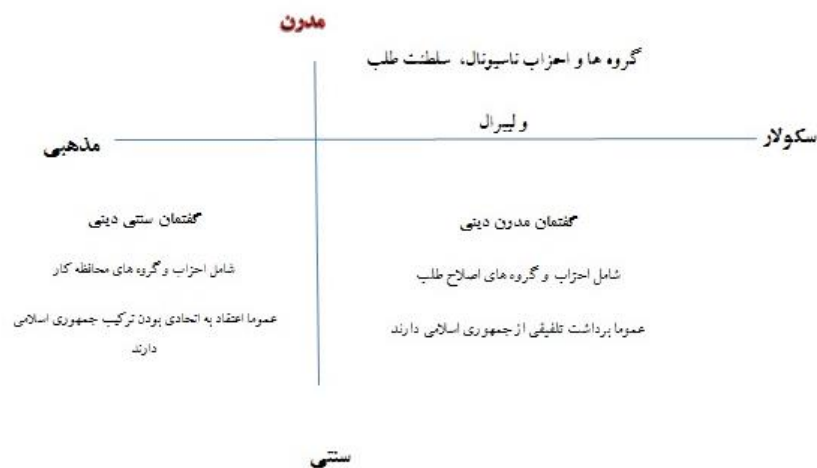 مدرن
گروه ها و احزاب ناسیونال، سلطنت طلب
و لیبرال
سکولار
مذهبی
گفتمان مدرن دینی
شامل احزاب و گروه های اصلاح طلب
عموما برداشت تلفیقی از جمهوری اسلامی دارند
گفتمان سنتی دینی
شامل احزاب و گروه های محافظه کار
عموما اعتقاد به اتحادی بودن ترکیب جمهوری اسلامی
دارند
سنتی